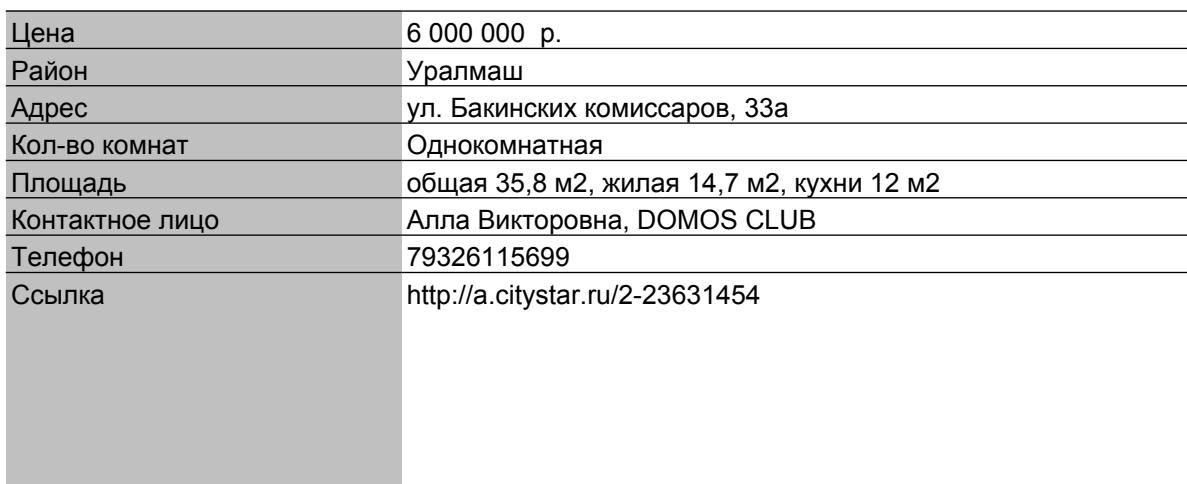 Цена 6 000 000 р.
Район Уралмаш
Адрес ул. Бакинских комиссаров, 33а
Кол-во комнат Однокомнатная
Площадь общая 35,8 м2, жилая 14,7 м2, кухни 12 м2
Контактное лицо Алла Викторовна, DOMOS CLUB
Телефон 79326115699
Ссылка http://a.citystar.ru/2-23631454